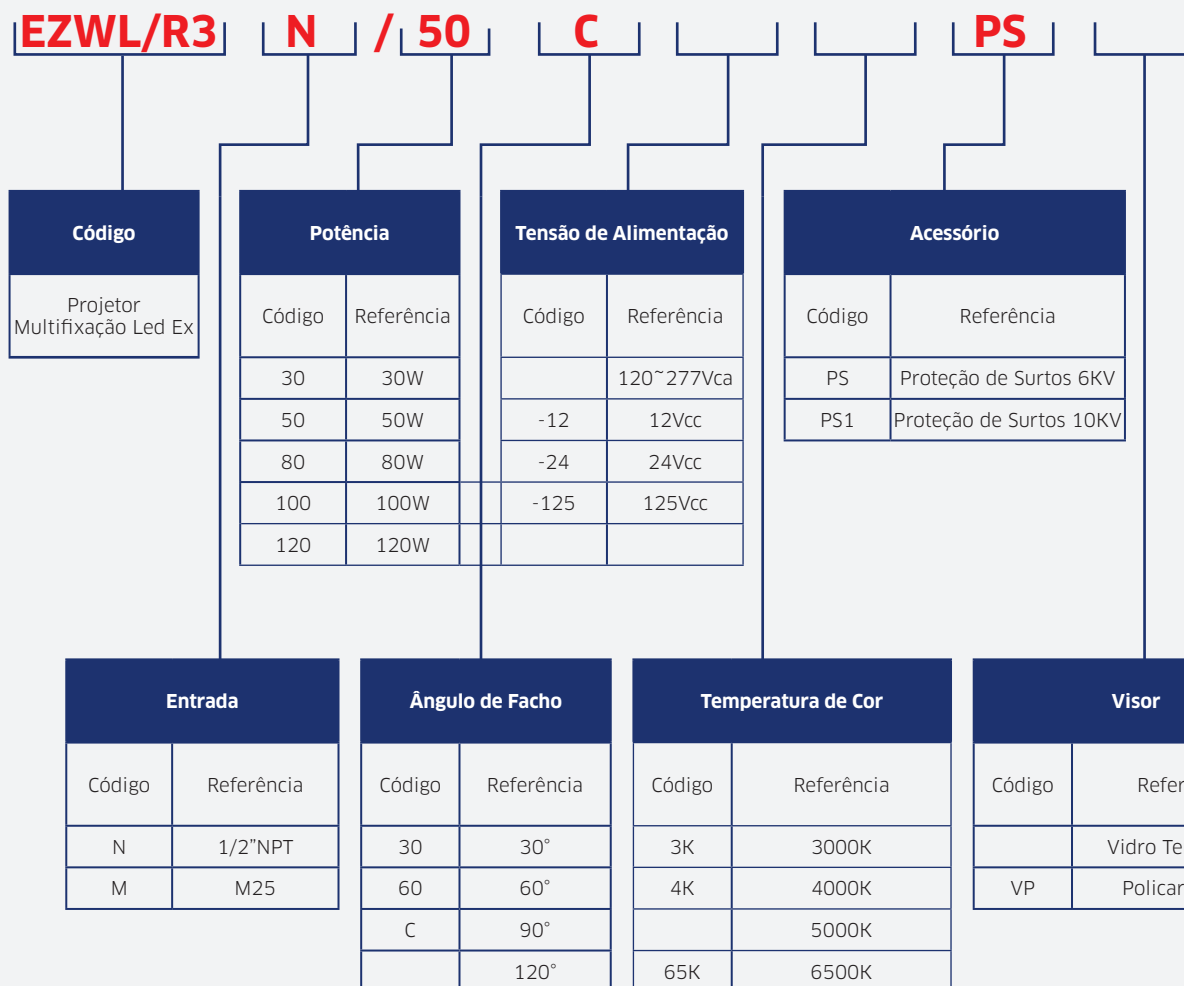 EZWL/R3 N / 50 C PS
Código
Projetor
Multifixação Led Ex
Potência
Código Referência
30 30W
50 50W
80 80W
100 100W
120 120W
Tensão de Alimentação
Código Referência
120~277Vca
-12 12Vcc
-24 24Vcc
-125 125Vcc
Acessório
Código Referência
PS Proteção de Surtos 6KV
PS1 Proteção de Surtos 10KV
Entrada
Código Referência
N 1/2”NPT
M M25
Ângulo de Facho
Código Referência
30 30°
60 60°
C 90°
120°
Temperatura de Cor
Código Referência
3K 3000K
4K 4000K
5000K
65K 6500K
Visor
Código
Vidro
VP